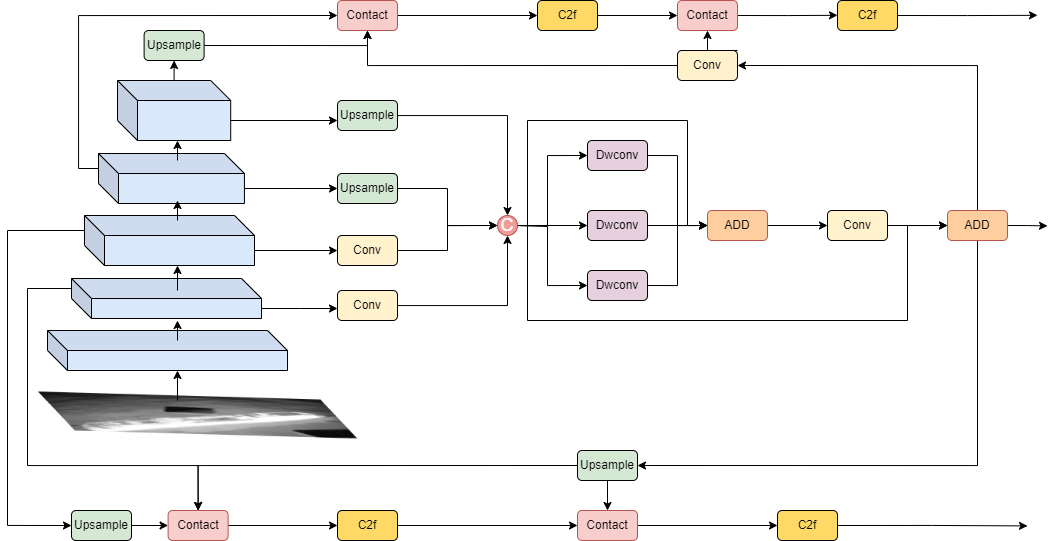 Contact
C2f
Contact
C2f
Upsample
Conv
Upsample
Dwconv
Upsample
C
Dwconv
ADD
Conv
ADD
Conv
Dwconv
Conv
Upsample
Upsample
Contact
C2f
Contact
C2f